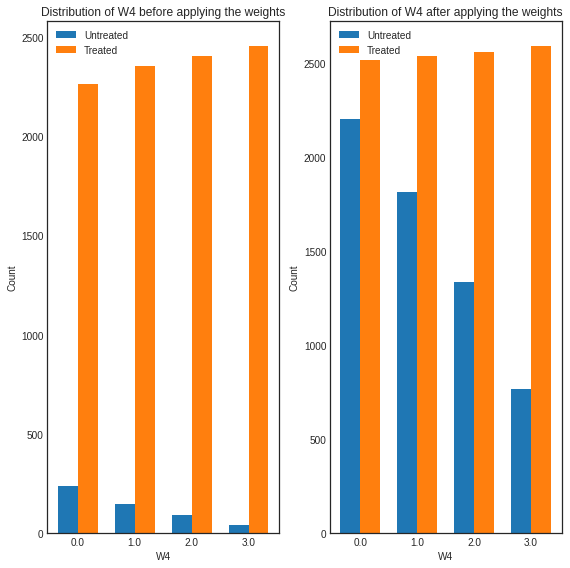 Distribution of W4 before applying the weights
Untreated
Treated
2500
2000
1500
1000
500
0
Count
0.0 1.0 2.0 3.0
W4
Distribution of W4 after applying the weights
Untreated
Treated
2500
2000
1500
1000
500
0
Count
0.0 1.0 2.0 3.0
W4